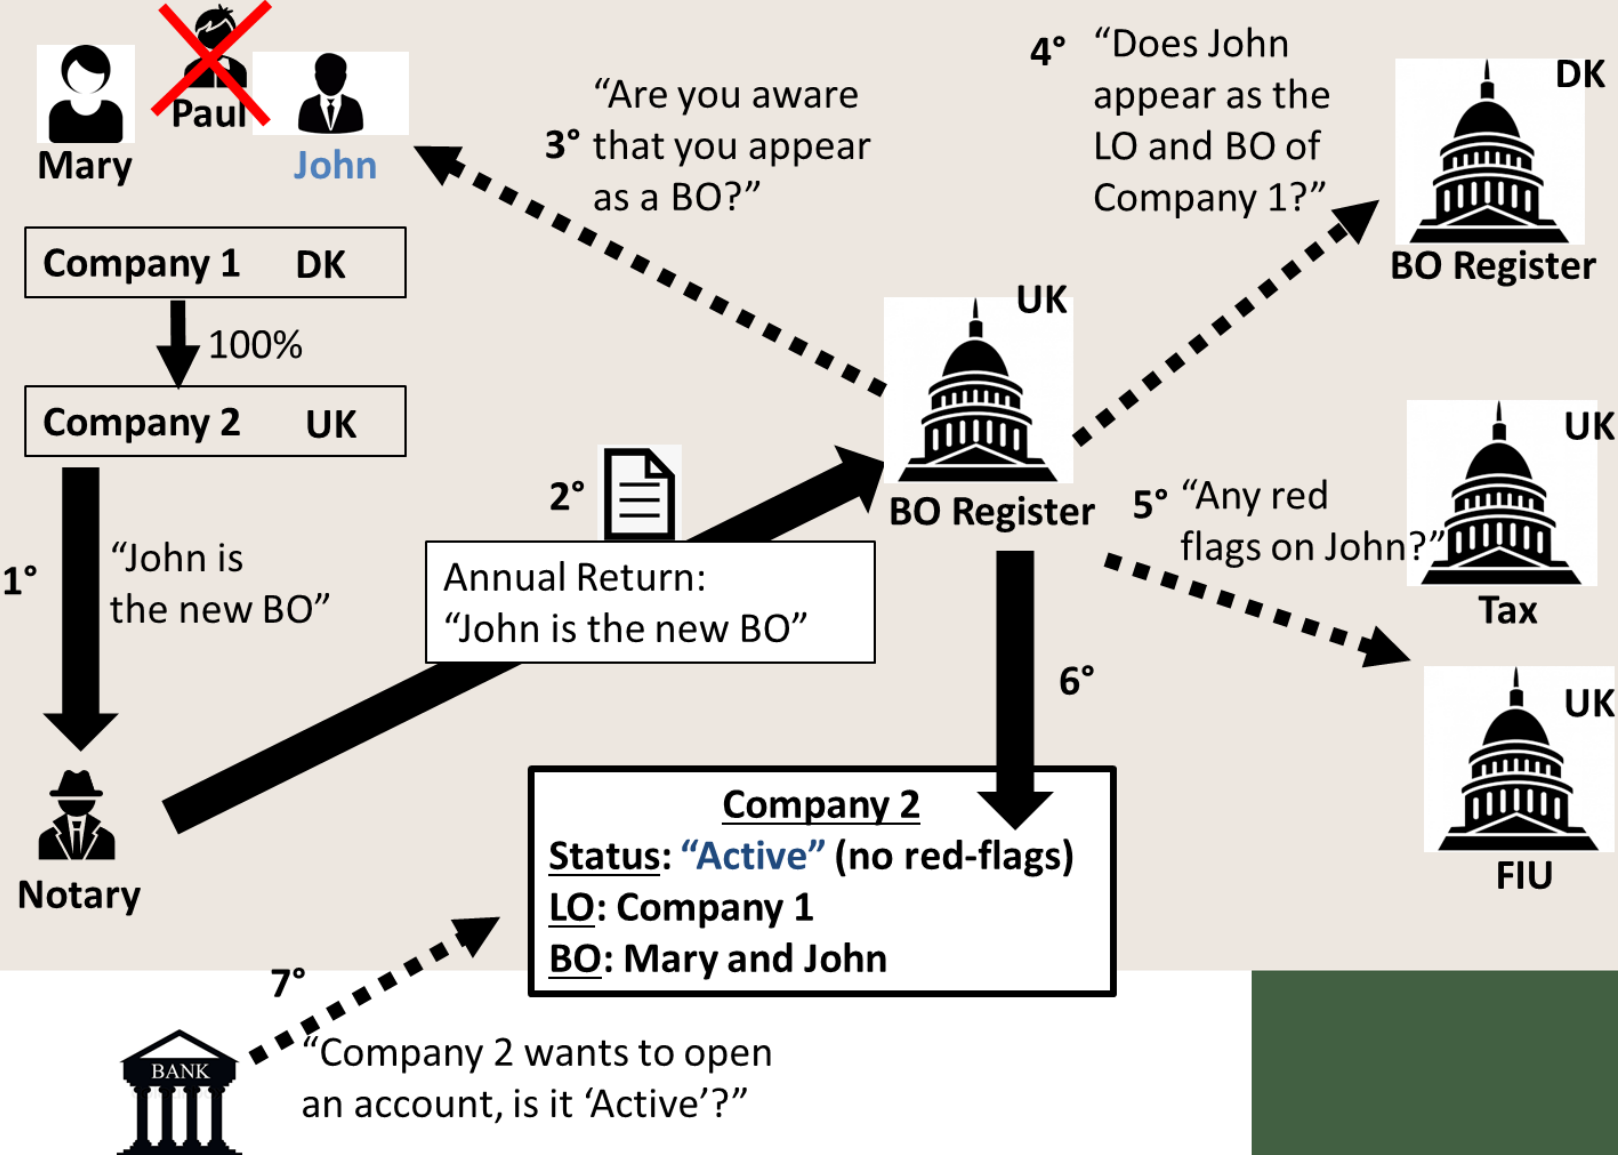 Mary
Paul
John
Company 1 DK
100%
Company 2 UK
1°
“John is
the new BO”
Notary
2°
Annual Return:
“John is the new BO”
3°
“Are you aware
that you appear
as a BO?”
UK
BO Register
4°
“Does John
appear as the
LO and BO of
Company 1?”
DK
BO Register
5°
“Any red
flags on John?”
UK
Tax
UK
FIU
6°
Company 2
Status: “Active” (no red-flags)
LO: Company 1
BO: Mary and John
7°
“Company 2 wants to open
an account, is it ‘Active’?”
BANK